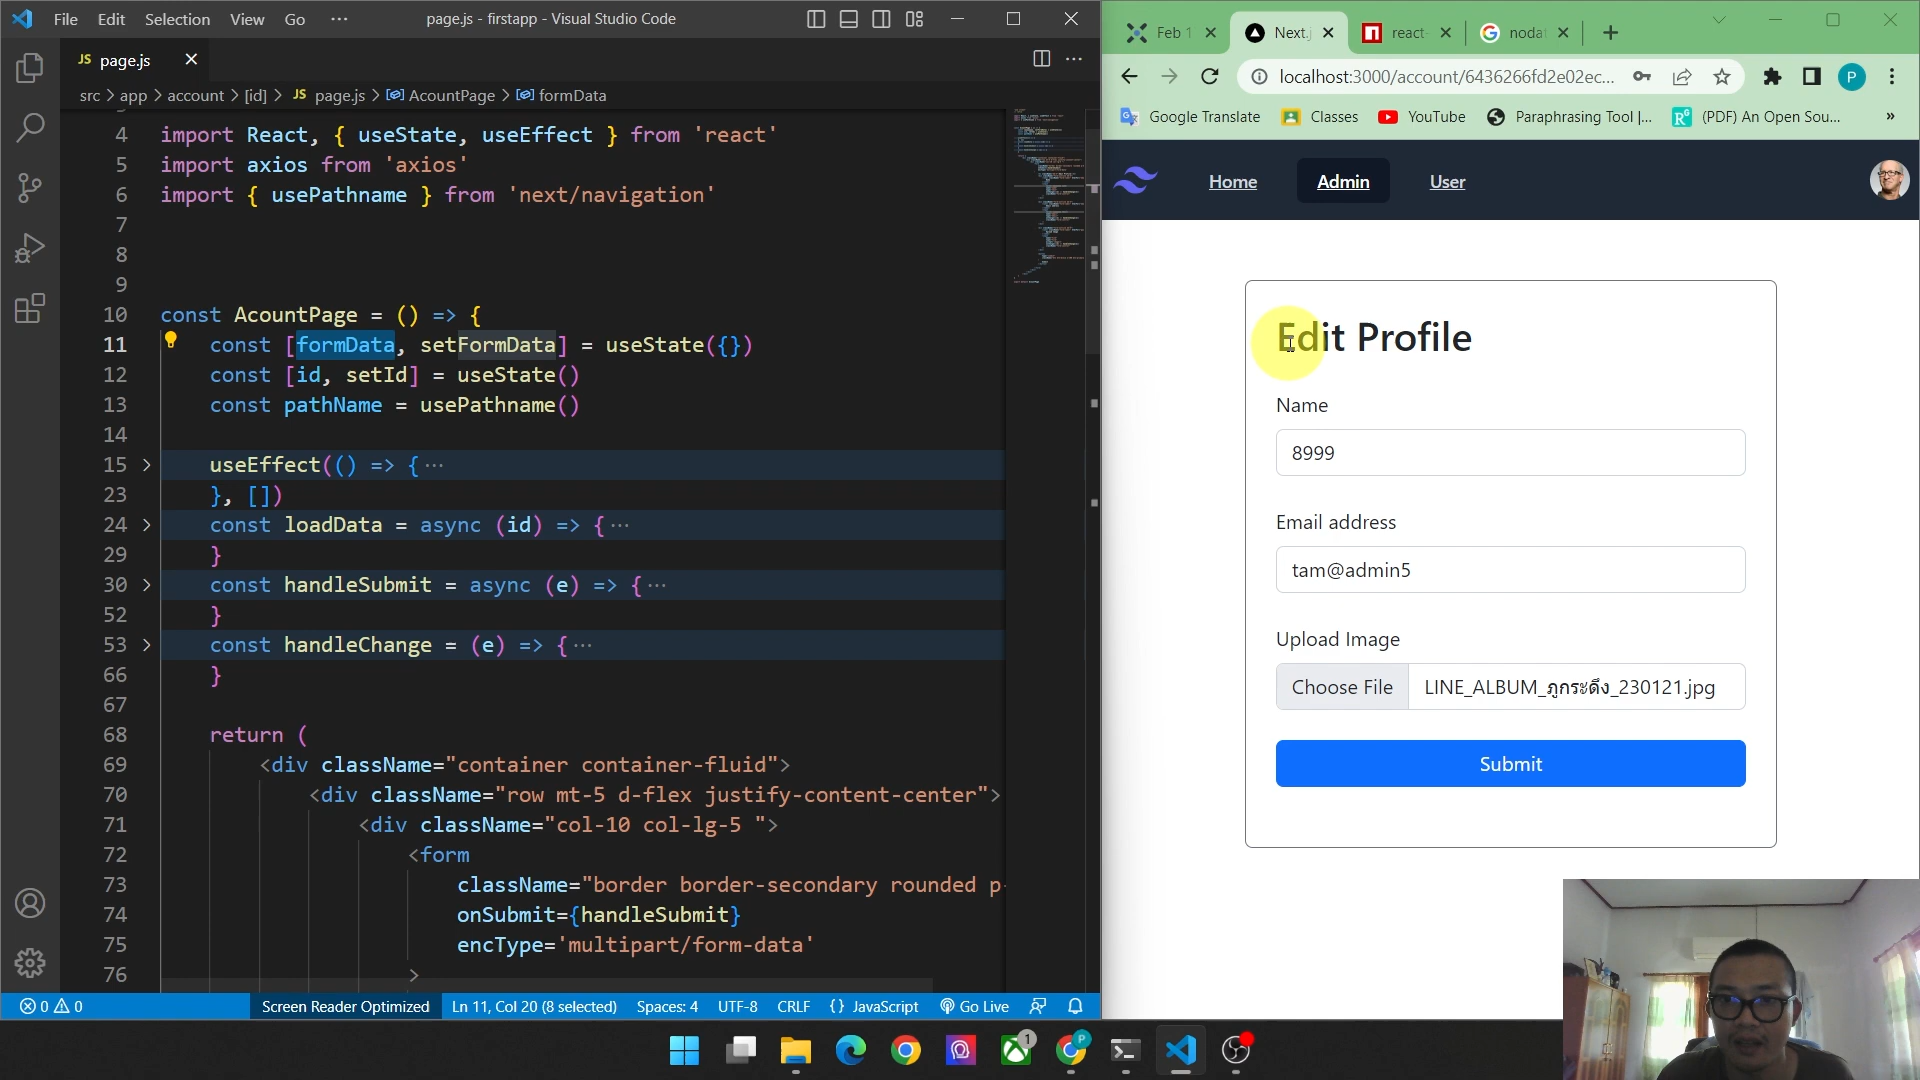 File Edit Selection View Go ··· page.js - firstapp - Visual Studio Code
JS page.js
src > app > account > [id] > JS page.js > AcountPage > formData
4 import React, { useState, useEffect } from 'react'
5 import axios from 'axios'
6 import { usePathname } from 'next/navigation'
7
8
9
10 const AcountPage = () => {
11 const [formData, setFormData] = useState({})
12 const [id, setId] = useState()
13 const pathName = usePathname()
14
15 useEffect(() => {···
23 }, [])
24 const loadData = async (id) => {···
29 }
30 const handleSubmit = async (e) => {···
52 }
53 const handleChange = (e) => {···
66 }
67
68 return (
69 <div className="container container-fluid">
70 <div className="row mt-5 d-flex justify-content-center">
71 <div className="col-10 col-lg-5 ">
72 <form
73 className="border border-secondary rounded p-
74 onSubmit={handleSubmit}
75 encType='multipart/form-data'
76 >
0 0 Screen Reader Optimized Ln 11, Col 20 (8 selected) Spaces: 4 UTF-8 CRLF {} JavaScript Go Live
Feb 1 Next.j react- noda
localhost:3000/account/6436266fd2e02ec... P
Google Translate Classes YouTube Paraphrasing Tool |... (PDF) An Open Sou... »
Home Admin User
Edit Profile
Name
8999
Email address
tam@admin5
Upload Image
Choose File LINE_ALBUM_ภูกระดึง_230121.jpg
Submit
1 P